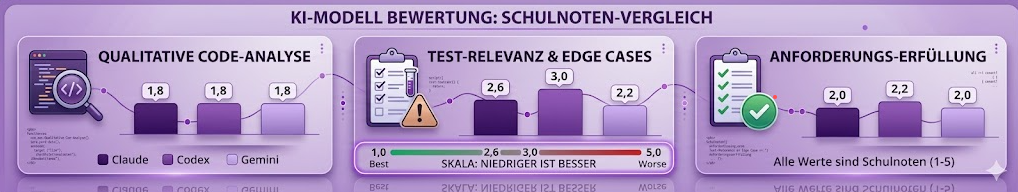 KI-MODELL BEWERTUNG: SCHULNOTEN-VERGLEICH
QUALITATIVE CODE-ANALYSE
1,8
1,8
1,8
Claude
Codex
Gemini
TEST-RELEVANZ & EDGE CASES
2,6
3,0
2,2
1,0
2,6
3,0
5,0
Best
SKALA: NIEDRIGER IST BESSER
Worse
ANFORDERUNGS-ERFÜLLUNG
2,0
2,2
2,0
Alle Werte sind Schulnoten (1-5)